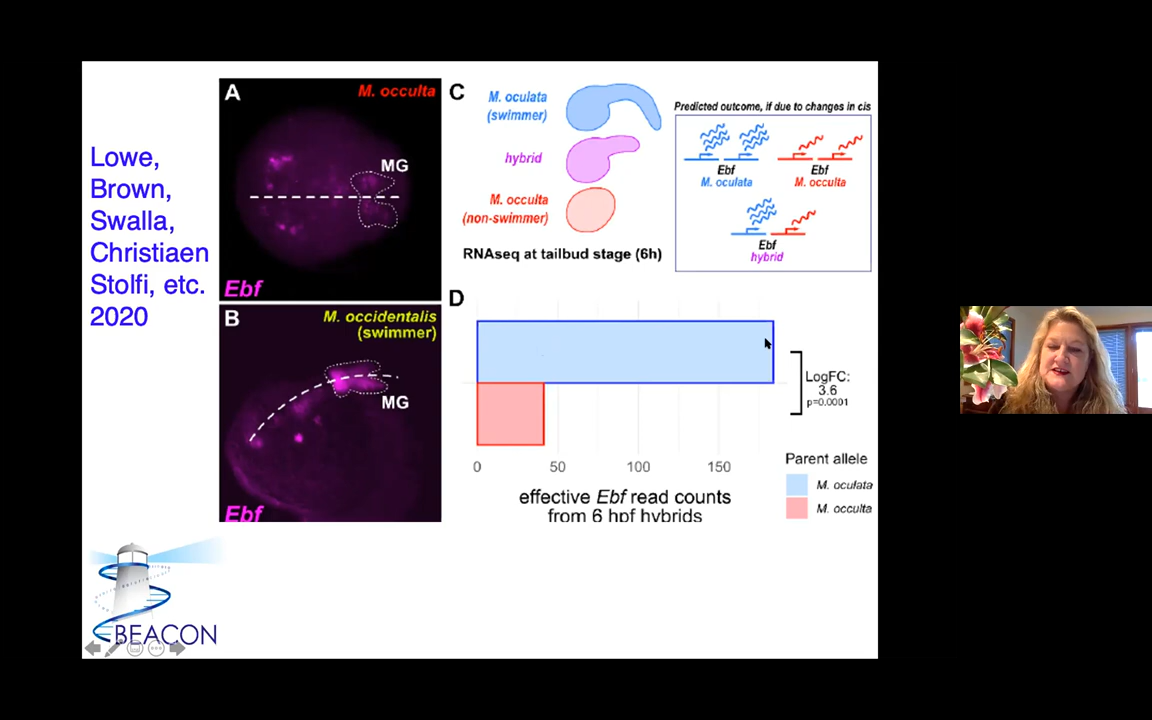 Lowe,
Brown,
Swalla,
Christiaen
Stolfi, etc.
2020
A
M. occulta
MG
Ebf
B
M. occidentalis
(swimmer)
MG
Ebf
C
M. oculata
(swimmer)
hybrid
M. occulta
(non-swimmer)
RNAseq at tailbud stage (6h)
Predicted outcome, if due to changes in cis
Ebf
M. oculata
Ebf
M. occulta
Ebf
hybrid
D
LogFC:
3.6
p=0.0001
0 50 100 150
effective Ebf read counts
from 6 hpf hybrids
Parent allele
M. oculata
M. occulta
BEACON